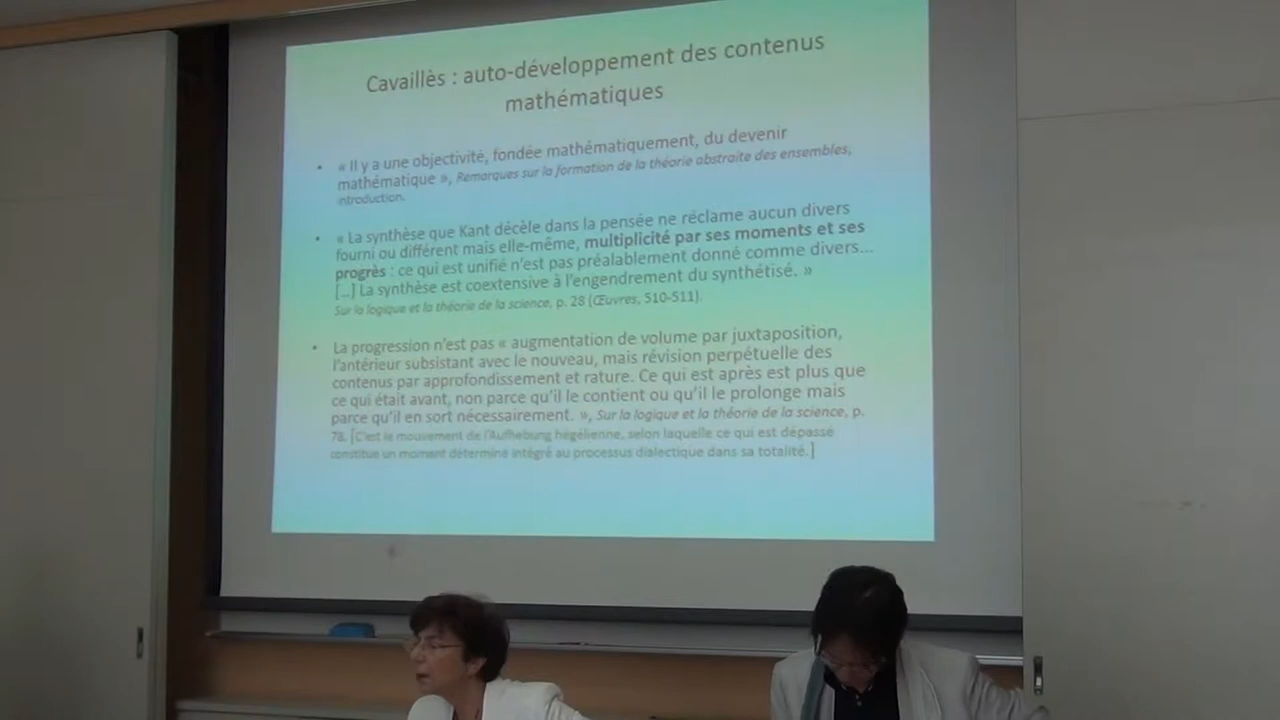 Cavaillès : auto-développement des contenus
mathématiques
• « Il y a une objectivité, fondée mathématiquement, du devenir
mathématique », Remarques sur la formation de la théorie abstraite des ensembles,
introduction.
• « La synthèse que Kant décèle dans la pensée ne réclame aucun divers
fourni ou différent mais elle-même, multiplicité par ses moments et ses
progrès : ce qui est unifié n’est pas préalablement donné comme divers...
[...] La synthèse est coextensive à l’engendrement du synthétisé. »
Sur la logique et la théorie de la science, p. 28 (Œuvres, 510-511).
• La progression n’est pas « augmentation de volume par juxtaposition,
l’antérieur subsistant avec le nouveau, mais révision perpétuelle des
contenus par approfondissement et rature. Ce qui est après est plus que
ce qui était avant, non parce qu’il le contient ou qu’il le prolonge mais
parce qu’il en sort nécessairement. », Sur la logique et la théorie de la science, p.
78. [C’est le mouvement de l’Aufhebung hégélienne, selon laquelle ce qui est dépassé
constitue un moment déterminé intégré au processus dialectique dans sa totalité.]